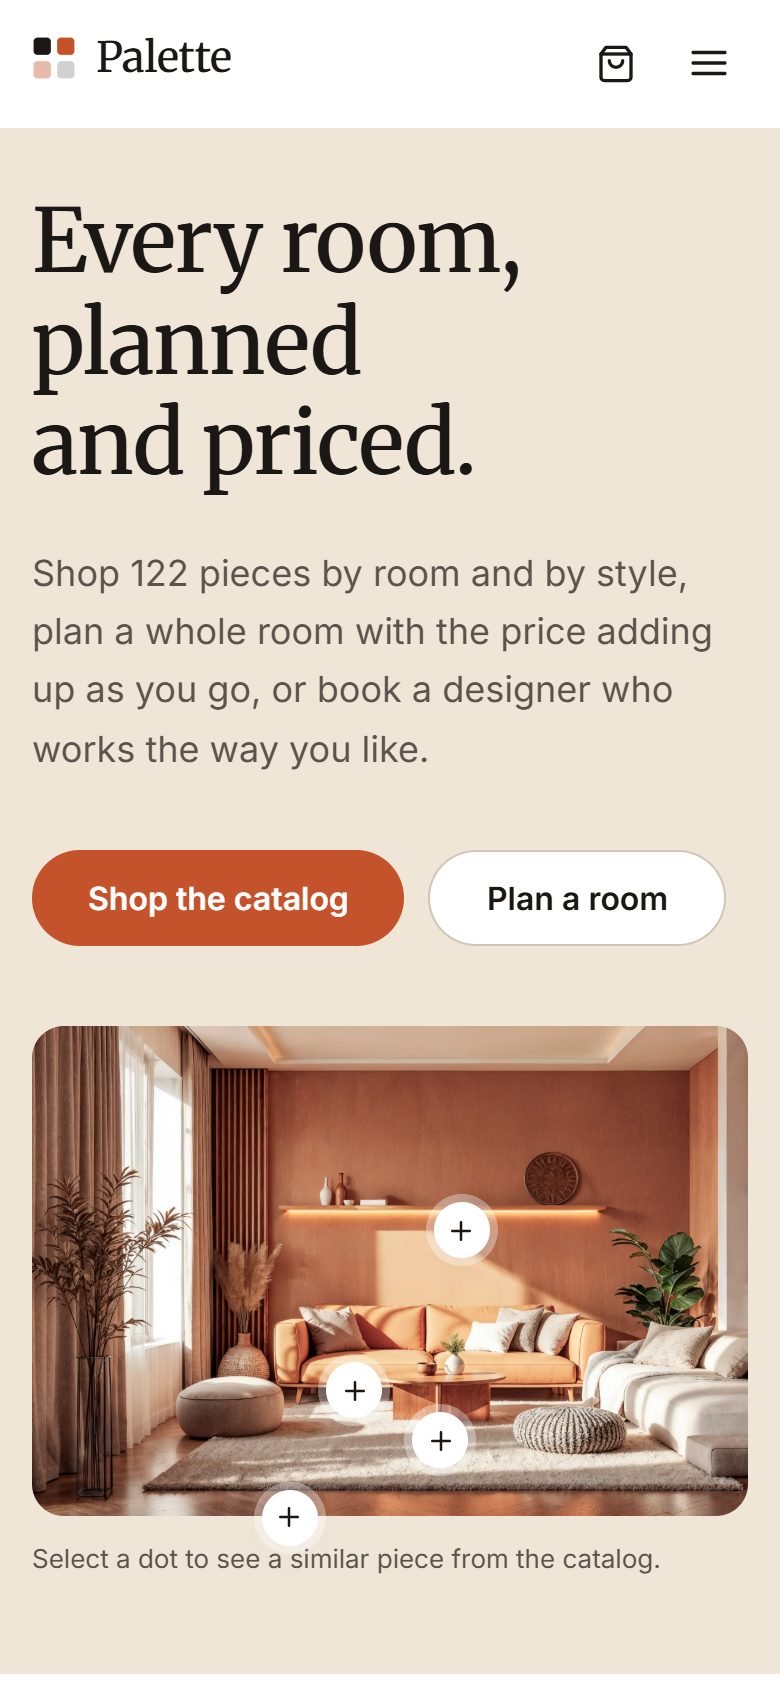 Palette
Every room,
planned
and priced.
Shop 122 pieces by room and by style,
plan a whole room with the price adding
up as you go, or book a designer who
works the way you like.
Shop the catalog
Plan a room
Select a dot to see a similar piece from the catalog.